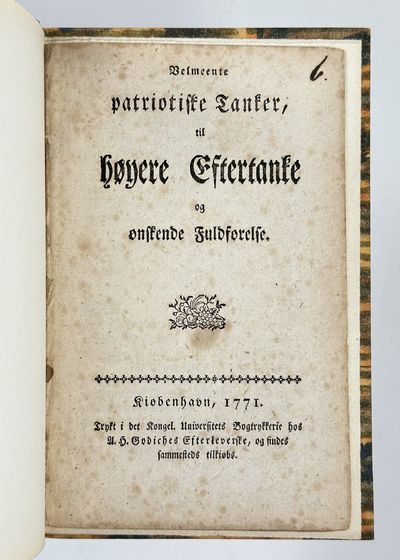 6.
Velmeente
patriotiske Tanker,
til
høyere Eftertanke
og
ønskende Fuldførelse.
Kiøbenhavn, 1771.
Trykt i det Kongel. Universitets Bogtrykkerie hos
A. H. Godiches Efterleverske, og findes
sammesteds tilkiøbs.